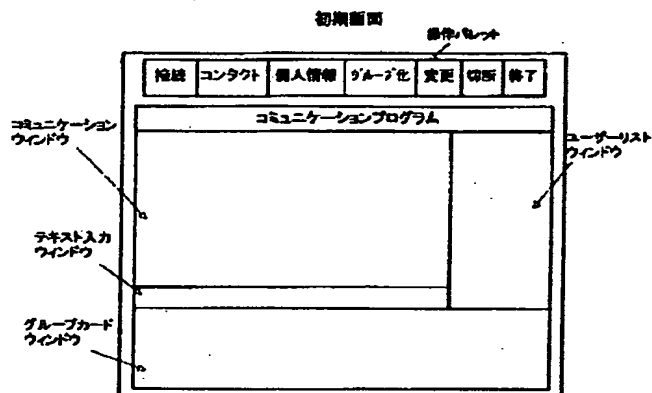 初期画面
操作パレット
接続 コンタクト 個人情報 グループ化 変更 切断 終了
コミュニケーションプログラム
コミュニケーション
ウィンドウ
ユーザーリスト
ウィンドウ
テキスト入力
ウィンドウ
グループカード
ウィンドウ